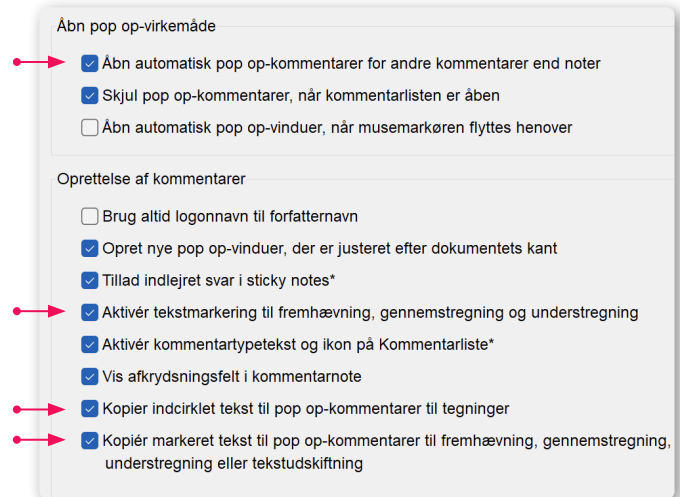 Åbn pop op-virkemåde
Åbn automatisk pop op-kommentarer for andre kommentarer end noter
Skjul pop op-kommentarer, når kommentarlisten er åben
Åbn automatisk pop op-vinduer, når musemarkøren flyttes henover
Oprettelse af kommentarer
Brug altid logonnavn til forfatternavn
Opret nye pop op-vinduer, der er justeret efter dokumentets kant
Tillad indlejret svar i sticky notes*
Aktivér tekstmarkering til fremhævning, gennemstregning og understregning
Aktivér kommentartypetekst og ikon på Kommentarliste*
Vis afkrydsningsfelt i kommentarnote
Kopier indcirklet tekst til pop op-kommentarer til tegninger
Kopiér markeret tekst til pop op-kommentarer til fremhævning, gennemstregning,
understregning eller tekstudskiftning